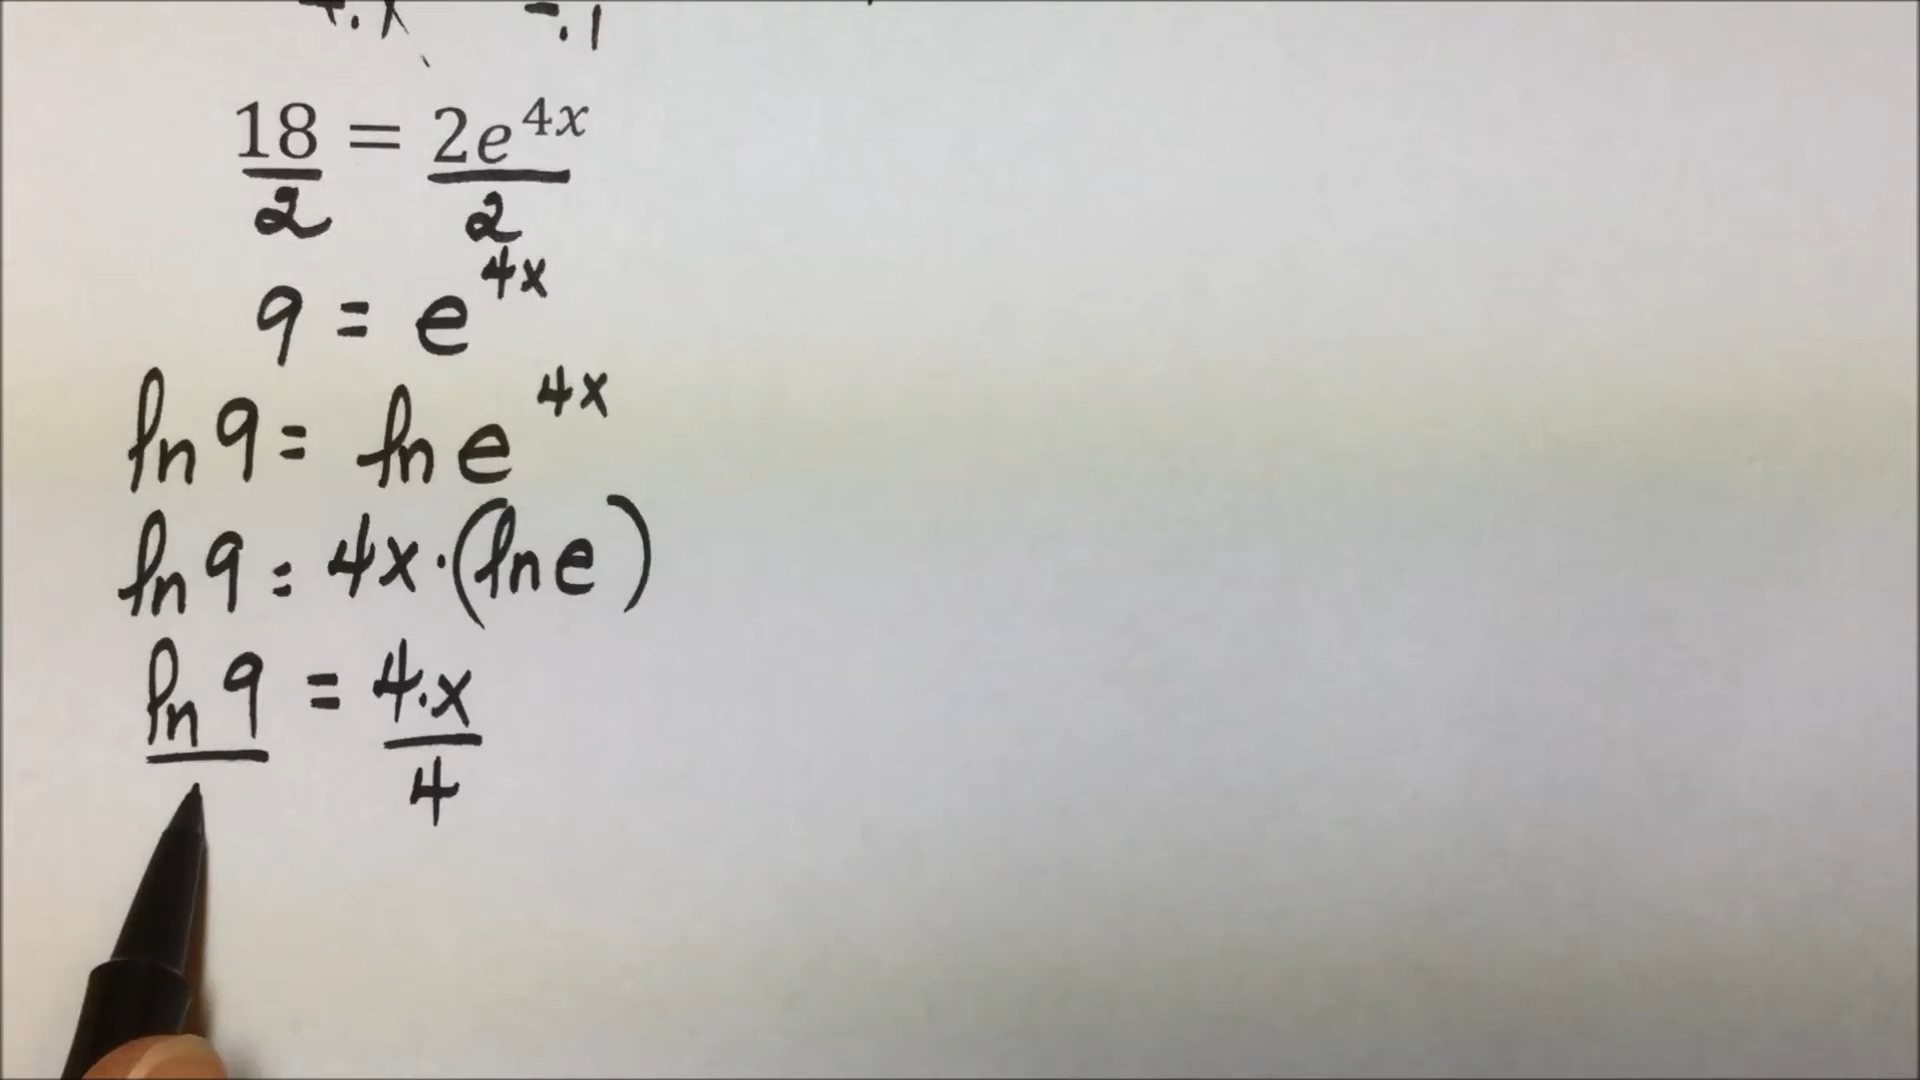 18 = 2e^{4x}
2 2
9 = e^{4x}
ln 9 = ln e^{4x}
ln 9 = 4x · (ln e)
ln 9 = 4·x
4